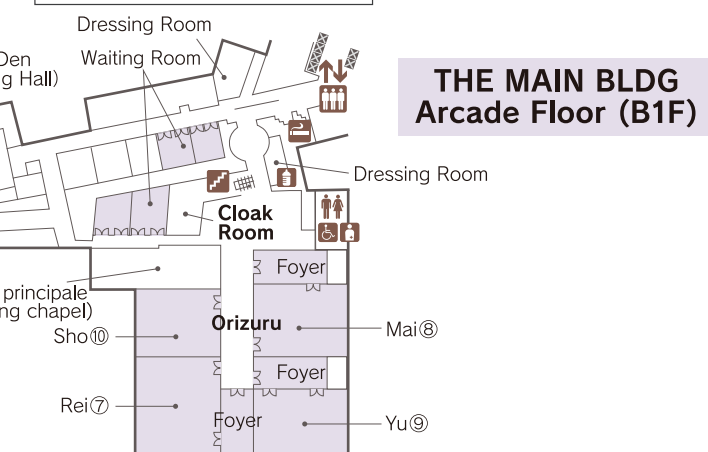 Dressing Room
Waiting Room
Den
g Hall)
THE MAIN BLDG
Arcade Floor (B1F)
Dressing Room
Cloak
Room
Foyer
principale
ng chapel)
Orizuru
Sho⑩
Mai⑧
Foyer
Rei⑦
Foyer
Yu⑨